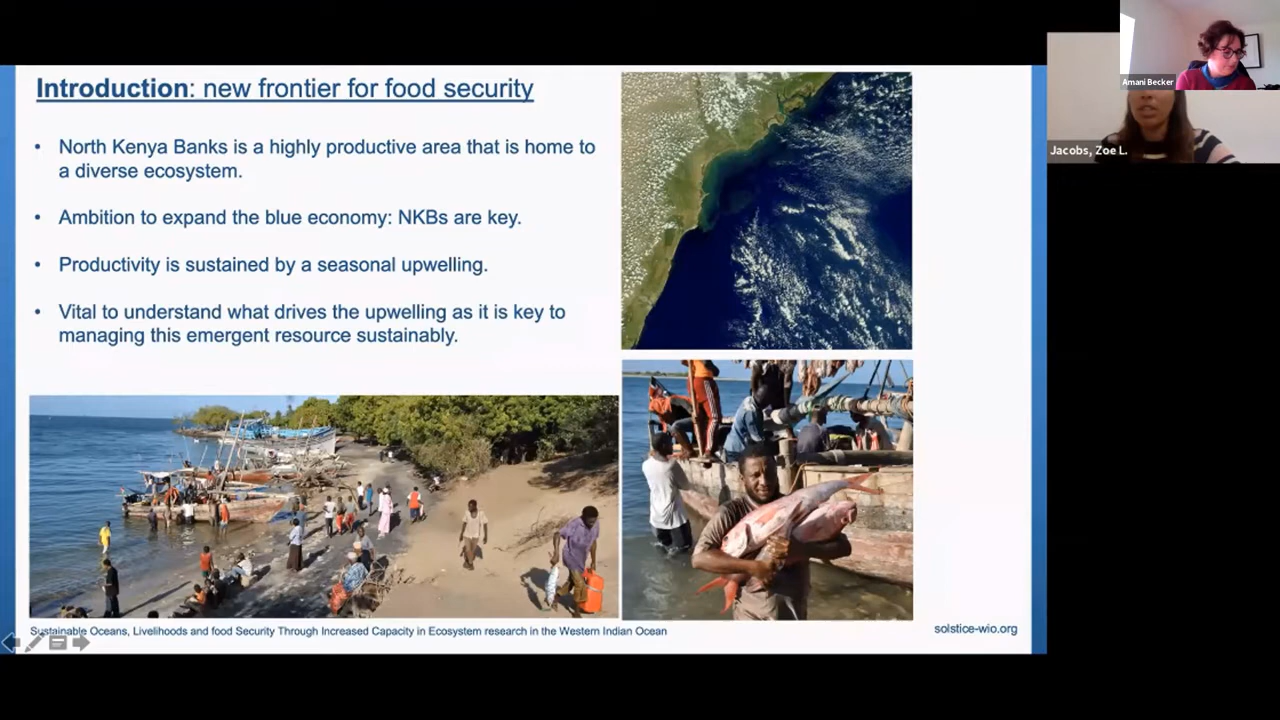 Introduction: new frontier for food security
• North Kenya Banks is a highly productive area that is home to
a diverse ecosystem.
• Ambition to expand the blue economy: NKBs are key.
• Productivity is sustained by a seasonal upwelling.
• Vital to understand what drives the upwelling as it is key to
managing this emergent resource sustainably.
Sustainable Oceans, Livelihoods and food Security Through Increased Capacity in Ecosystem research in the Western Indian Ocean
solstice-wio.org
Amani Becker
Jacobs, Zoe L.